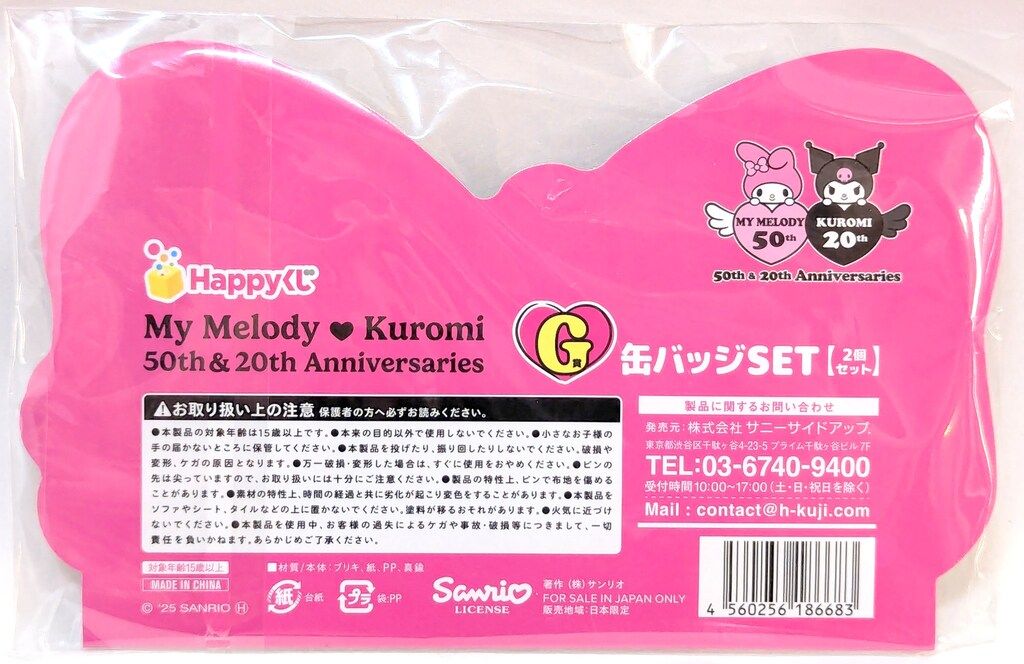 MY MELODY
50th
KUROMI
20th
50th & 20th Anniversaries
Happyくじ
My Melody ♥ Kuromi
50th & 20th Anniversaries
G賞
缶バッジSET【2個セット】
⚠お取り扱い上の注意 保護者の方へ必ずお読みください。
●本製品の対象年齢は15歳以上です。●本来の目的以外で使用しないでください。●小さなお子様の
手の届かないところに保管してください。●本製品を投げたり、振り回したりしないでください。破損や
変形、ケガの原因となります。●万一破損・変形した場合は、すぐに使用をおやめください。●ピンの
先は尖っていますので、お取り扱いには十分にご注意ください。●製品の特性上、ピンで布地を傷める
ことがあります。●素材の特性上、時間の経過と共に劣化が起こり変色をすることがあります。●本製品を
ソファやシート、タイルなどの上に置かないでください。塗料が移るおそれがあります。●火気に近づけ
ないでください。●本製品を使用中、お客様の過失によるケガや事故・破損等につきまして、一切
責任を負いかねます。あらかじめご了承ください。
製品に関するお問い合わせ
発売元：株式会社 サニーサイドアップ
東京都渋谷区千駄ヶ谷4-23-5 プライム千駄ヶ谷ビル 7F
TEL:03-6740-9400
受付時間10:00~17:00（土・日・祝日を除く）
Mail : contact@h-kuji.com
対象年齢15歳以上
MADE IN CHINA
© '25 SANRIO Ⓗ
■材質/本体：ブリキ、紙、PP、真鍮
紙 台紙
プラ 袋:PP
Sanrio
LICENSE
著作（株）サンリオ
FOR SALE IN JAPAN ONLY
販売地域：日本限定
4 560256 186683